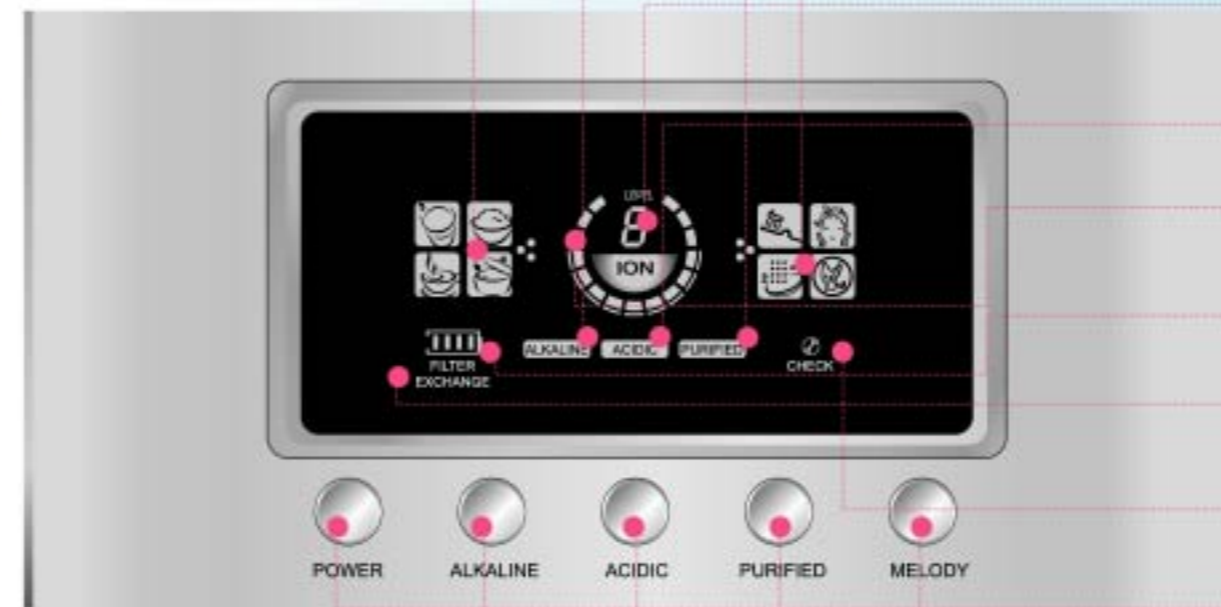 LEVEL
8
ION
ALKALINE
ACIDIC
PURIFIED
FILTER
EXCHANGE
CHECK
POWER
ALKALINE
ACIDIC
PURIFIED
MELODY